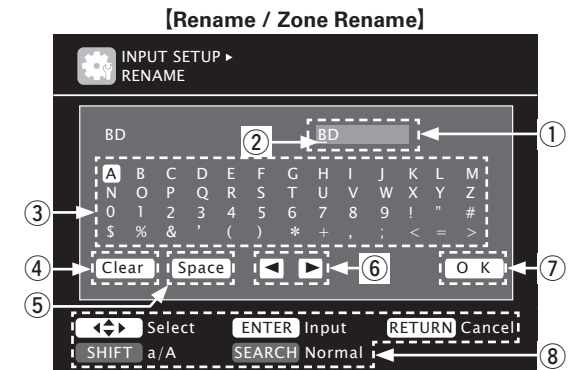 【Rename / Zone Rename】
INPUT SETUP ▸
RENAME
BD BD
① ② ③ ④ ⑤ ⑥ ⑦ ⑧
A B C D E F G H I J K L M
N O P Q R S T U V W X Y Z
0 1 2 3 4 5 6 7 8 9 ! " #
$ % & ' ( ) * + , ; < = >
Clear Space ◀ ▶ O K
Select ENTER Input RETURN Cancel
SHIFT a/A SEARCH Normal